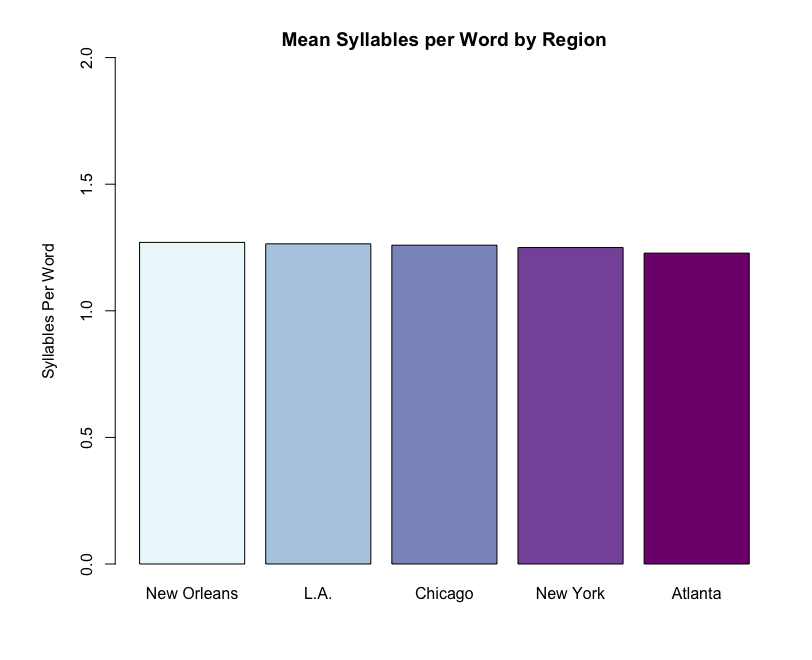 Mean Syllables per Word by Region
Syllables Per Word
2.0
1.5
1.0
0.5
0.0
New Orleans L.A. Chicago New York Atlanta